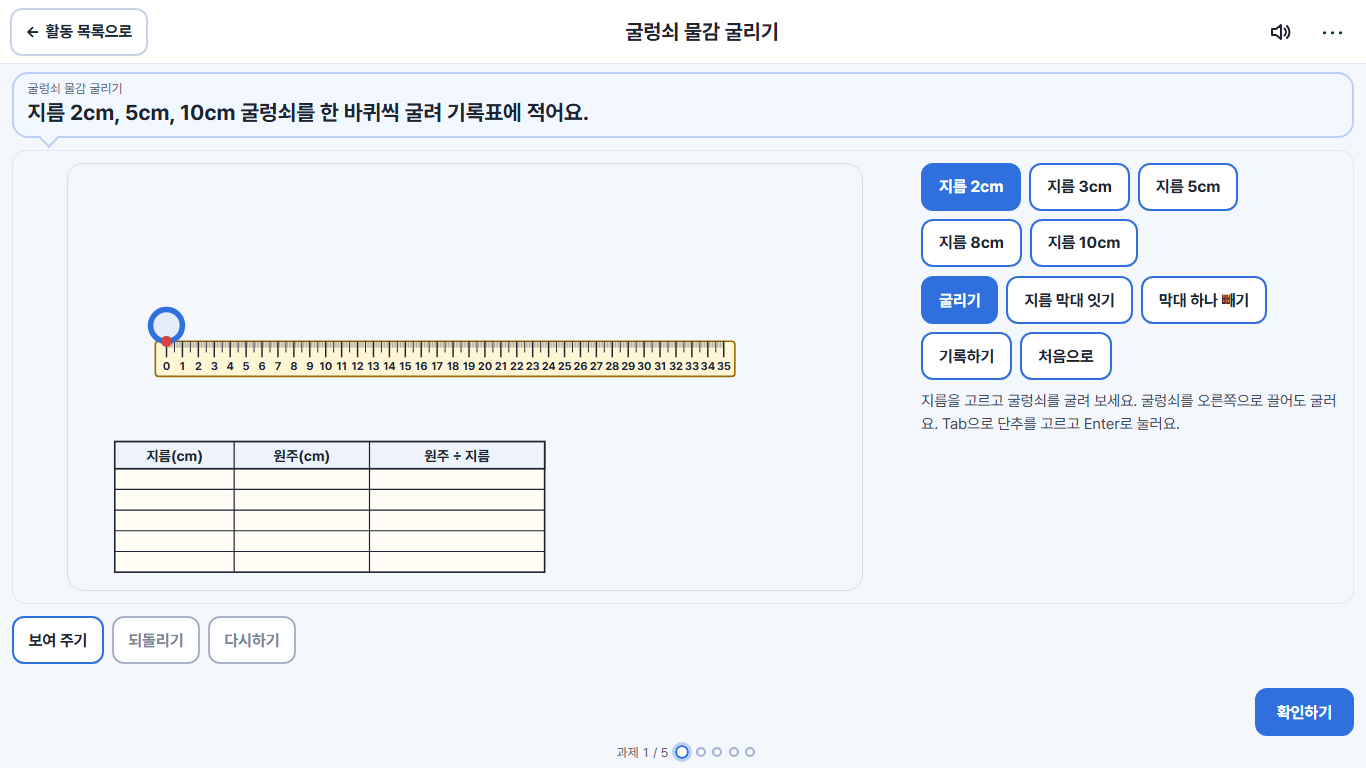 ← 활동 목록으로
굴렁쇠 물감 굴리기
굴렁쇠 물감 굴리기
지름 2cm, 5cm, 10cm 굴렁쇠를 한 바퀴씩 굴려 기록표에 적어요.
0 1 2 3 4 5 6 7 8 9 10 11 12 13 14 15 16 17 18 19 20 21 22 23 24 25 26 27 28 29 30 31 32 33 34 35
지름(cm) 원주(cm) 원주 ÷ 지름
지름 2cm 지름 3cm 지름 5cm
지름 8cm 지름 10cm
굴리기 지름 막대 잇기 막대 하나 빼기
기록하기 처음으로
지름을 고르고 굴렁쇠를 굴려 보세요. 굴렁쇠를 오른쪽으로 끌어도 굴러
요. Tab으로 단추를 고르고 Enter로 눌러요.
보여 주기 되돌리기 다시하기
확인하기
과제 1 / 5